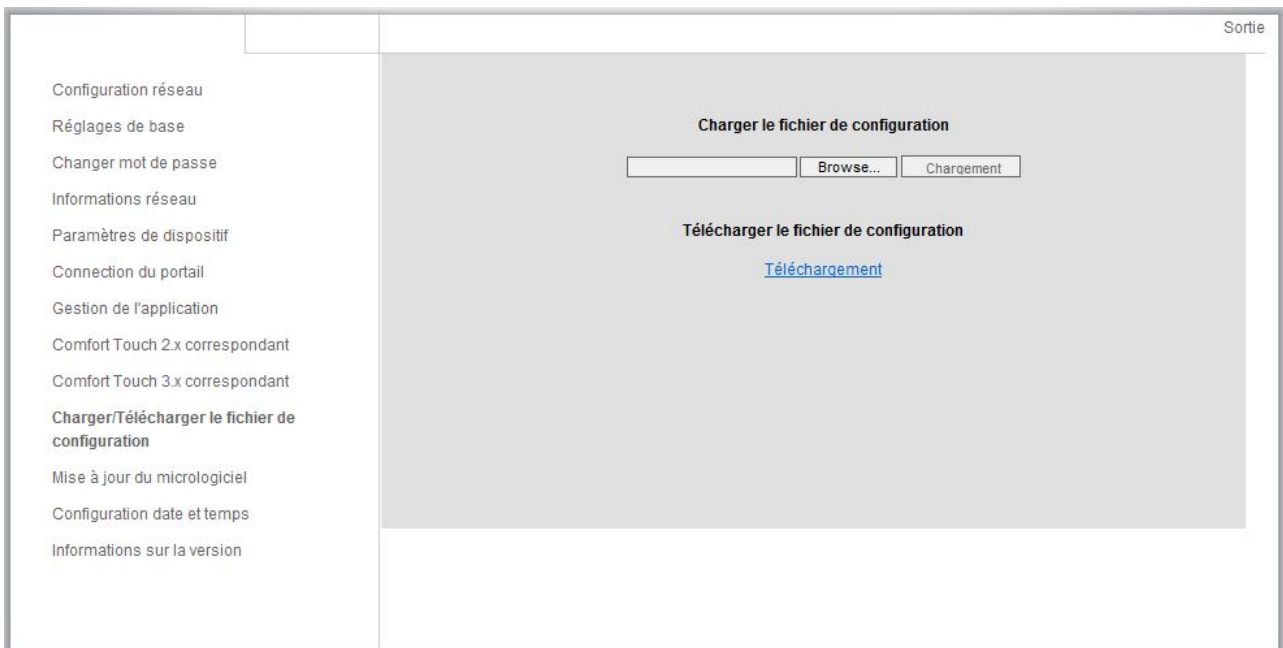 Sortie
Configuration réseau
Réglages de base
Changer mot de passe
Informations réseau
Paramètres de dispositif
Connection du portail
Gestion de l'application
Comfort Touch 2.x correspondant
Comfort Touch 3.x correspondant
Charger/Télécharger le fichier de
configuration
Mise à jour du micrologiciel
Configuration date et temps
Informations sur la version
Charger le fichier de configuration
Browse... Chargement
Télécharger le fichier de configuration
Téléchargement